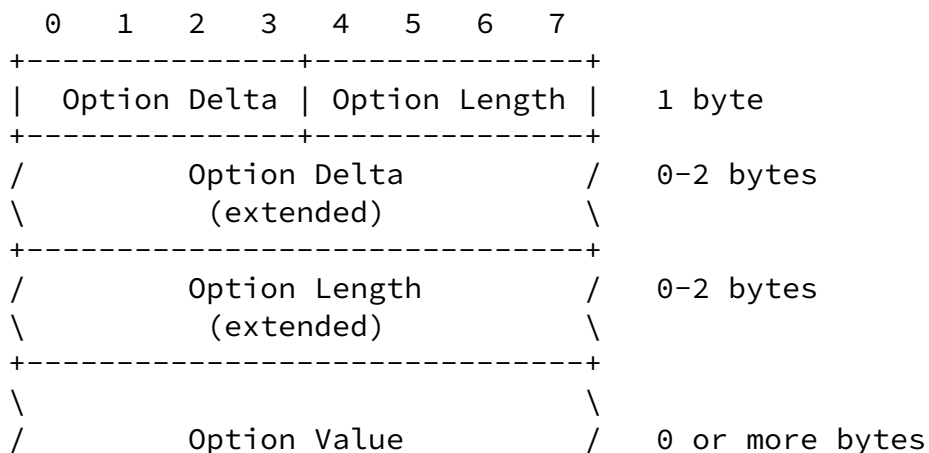 0   1   2   3   4   5   6   7
+---------------+---------------+
|  Option Delta | Option Length |   1 byte
+---------------+---------------+
/         Option Delta          /   0-2 bytes
\          (extended)           \
+-------------------------------+
/         Option Length         /   0-2 bytes
\          (extended)           \
+-------------------------------+
\                               \
/         Option Value          /   0 or more bytes